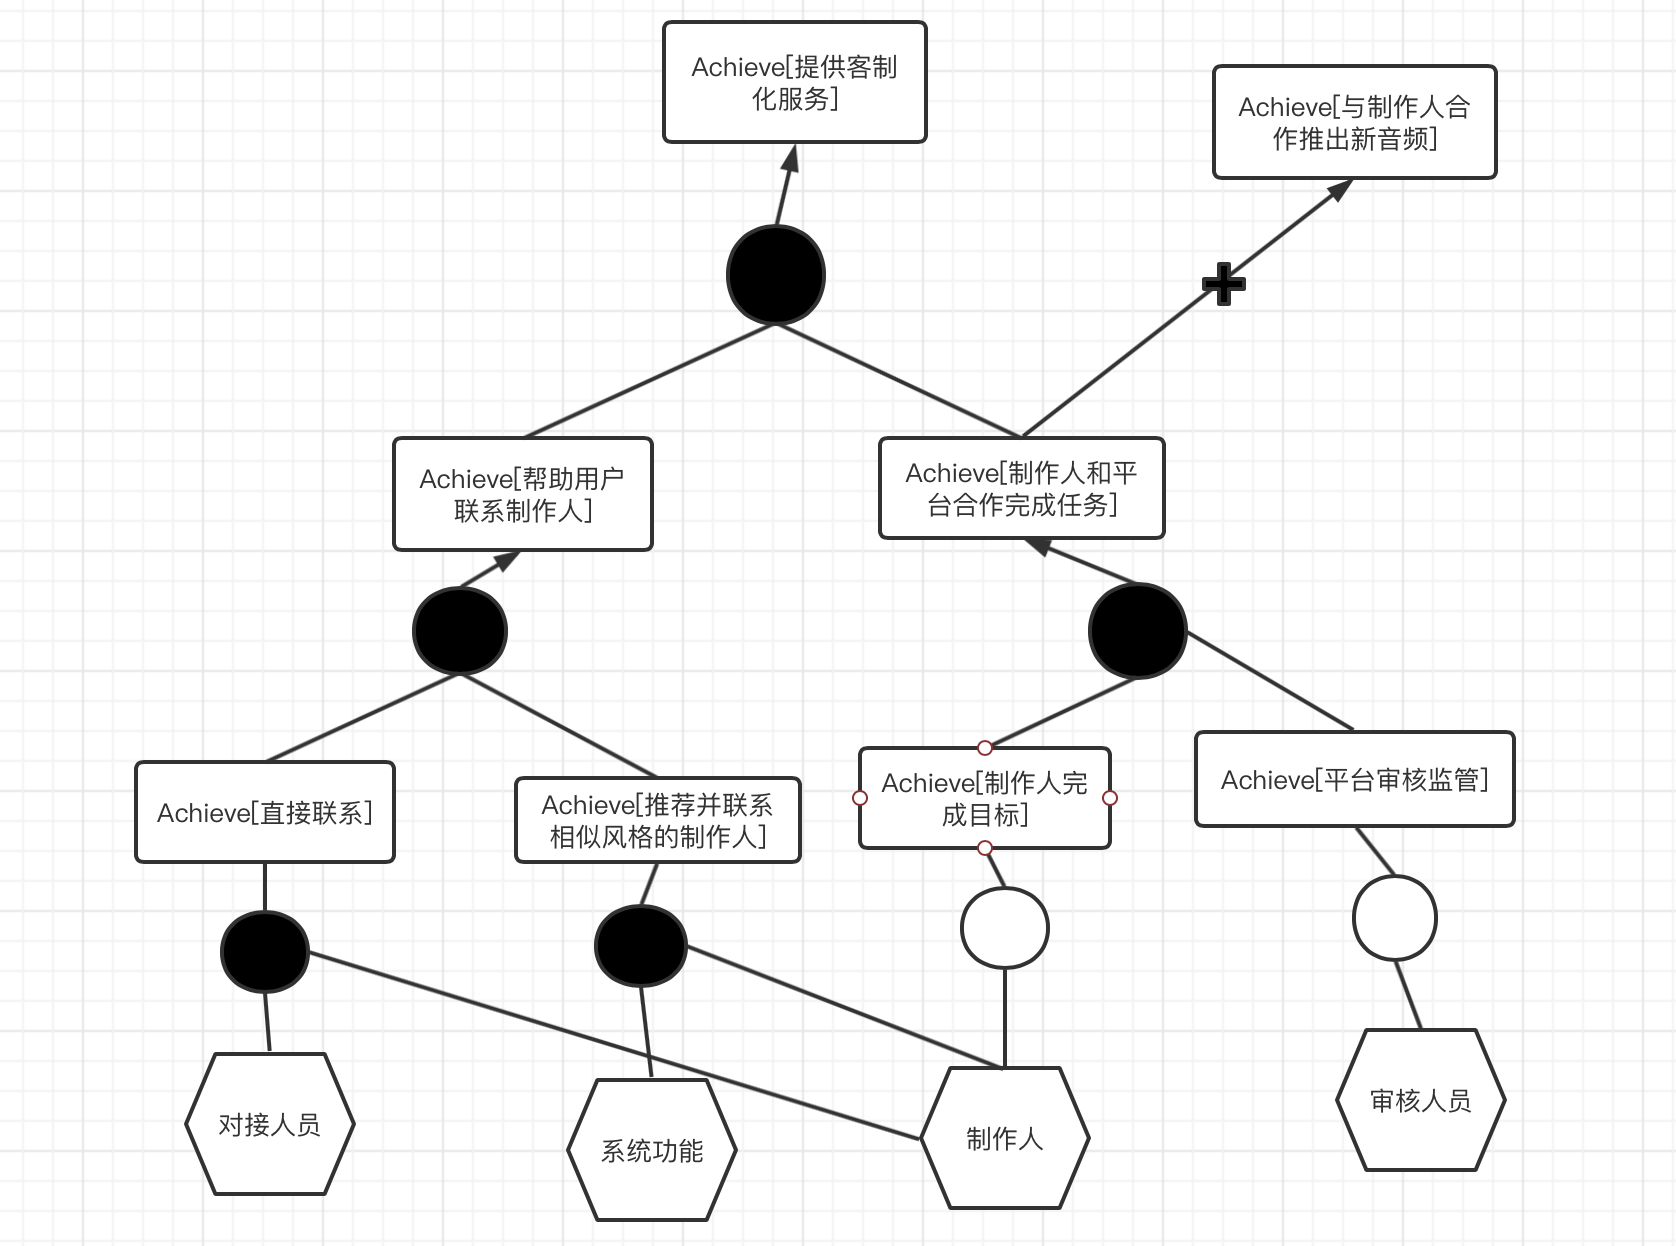 Achieve[提供客制
化服务]
Achieve[与制作人合
作推出新音频]
Achieve[帮助用户
联系制作人]
Achieve[制作人和平
台合作完成任务]
Achieve[直接联系]
Achieve[推荐并联系
相似风格的制作人]
Achieve[制作人完
成目标]
Achieve[平台审核监管]
对接人员
系统功能
制作人
审核人员